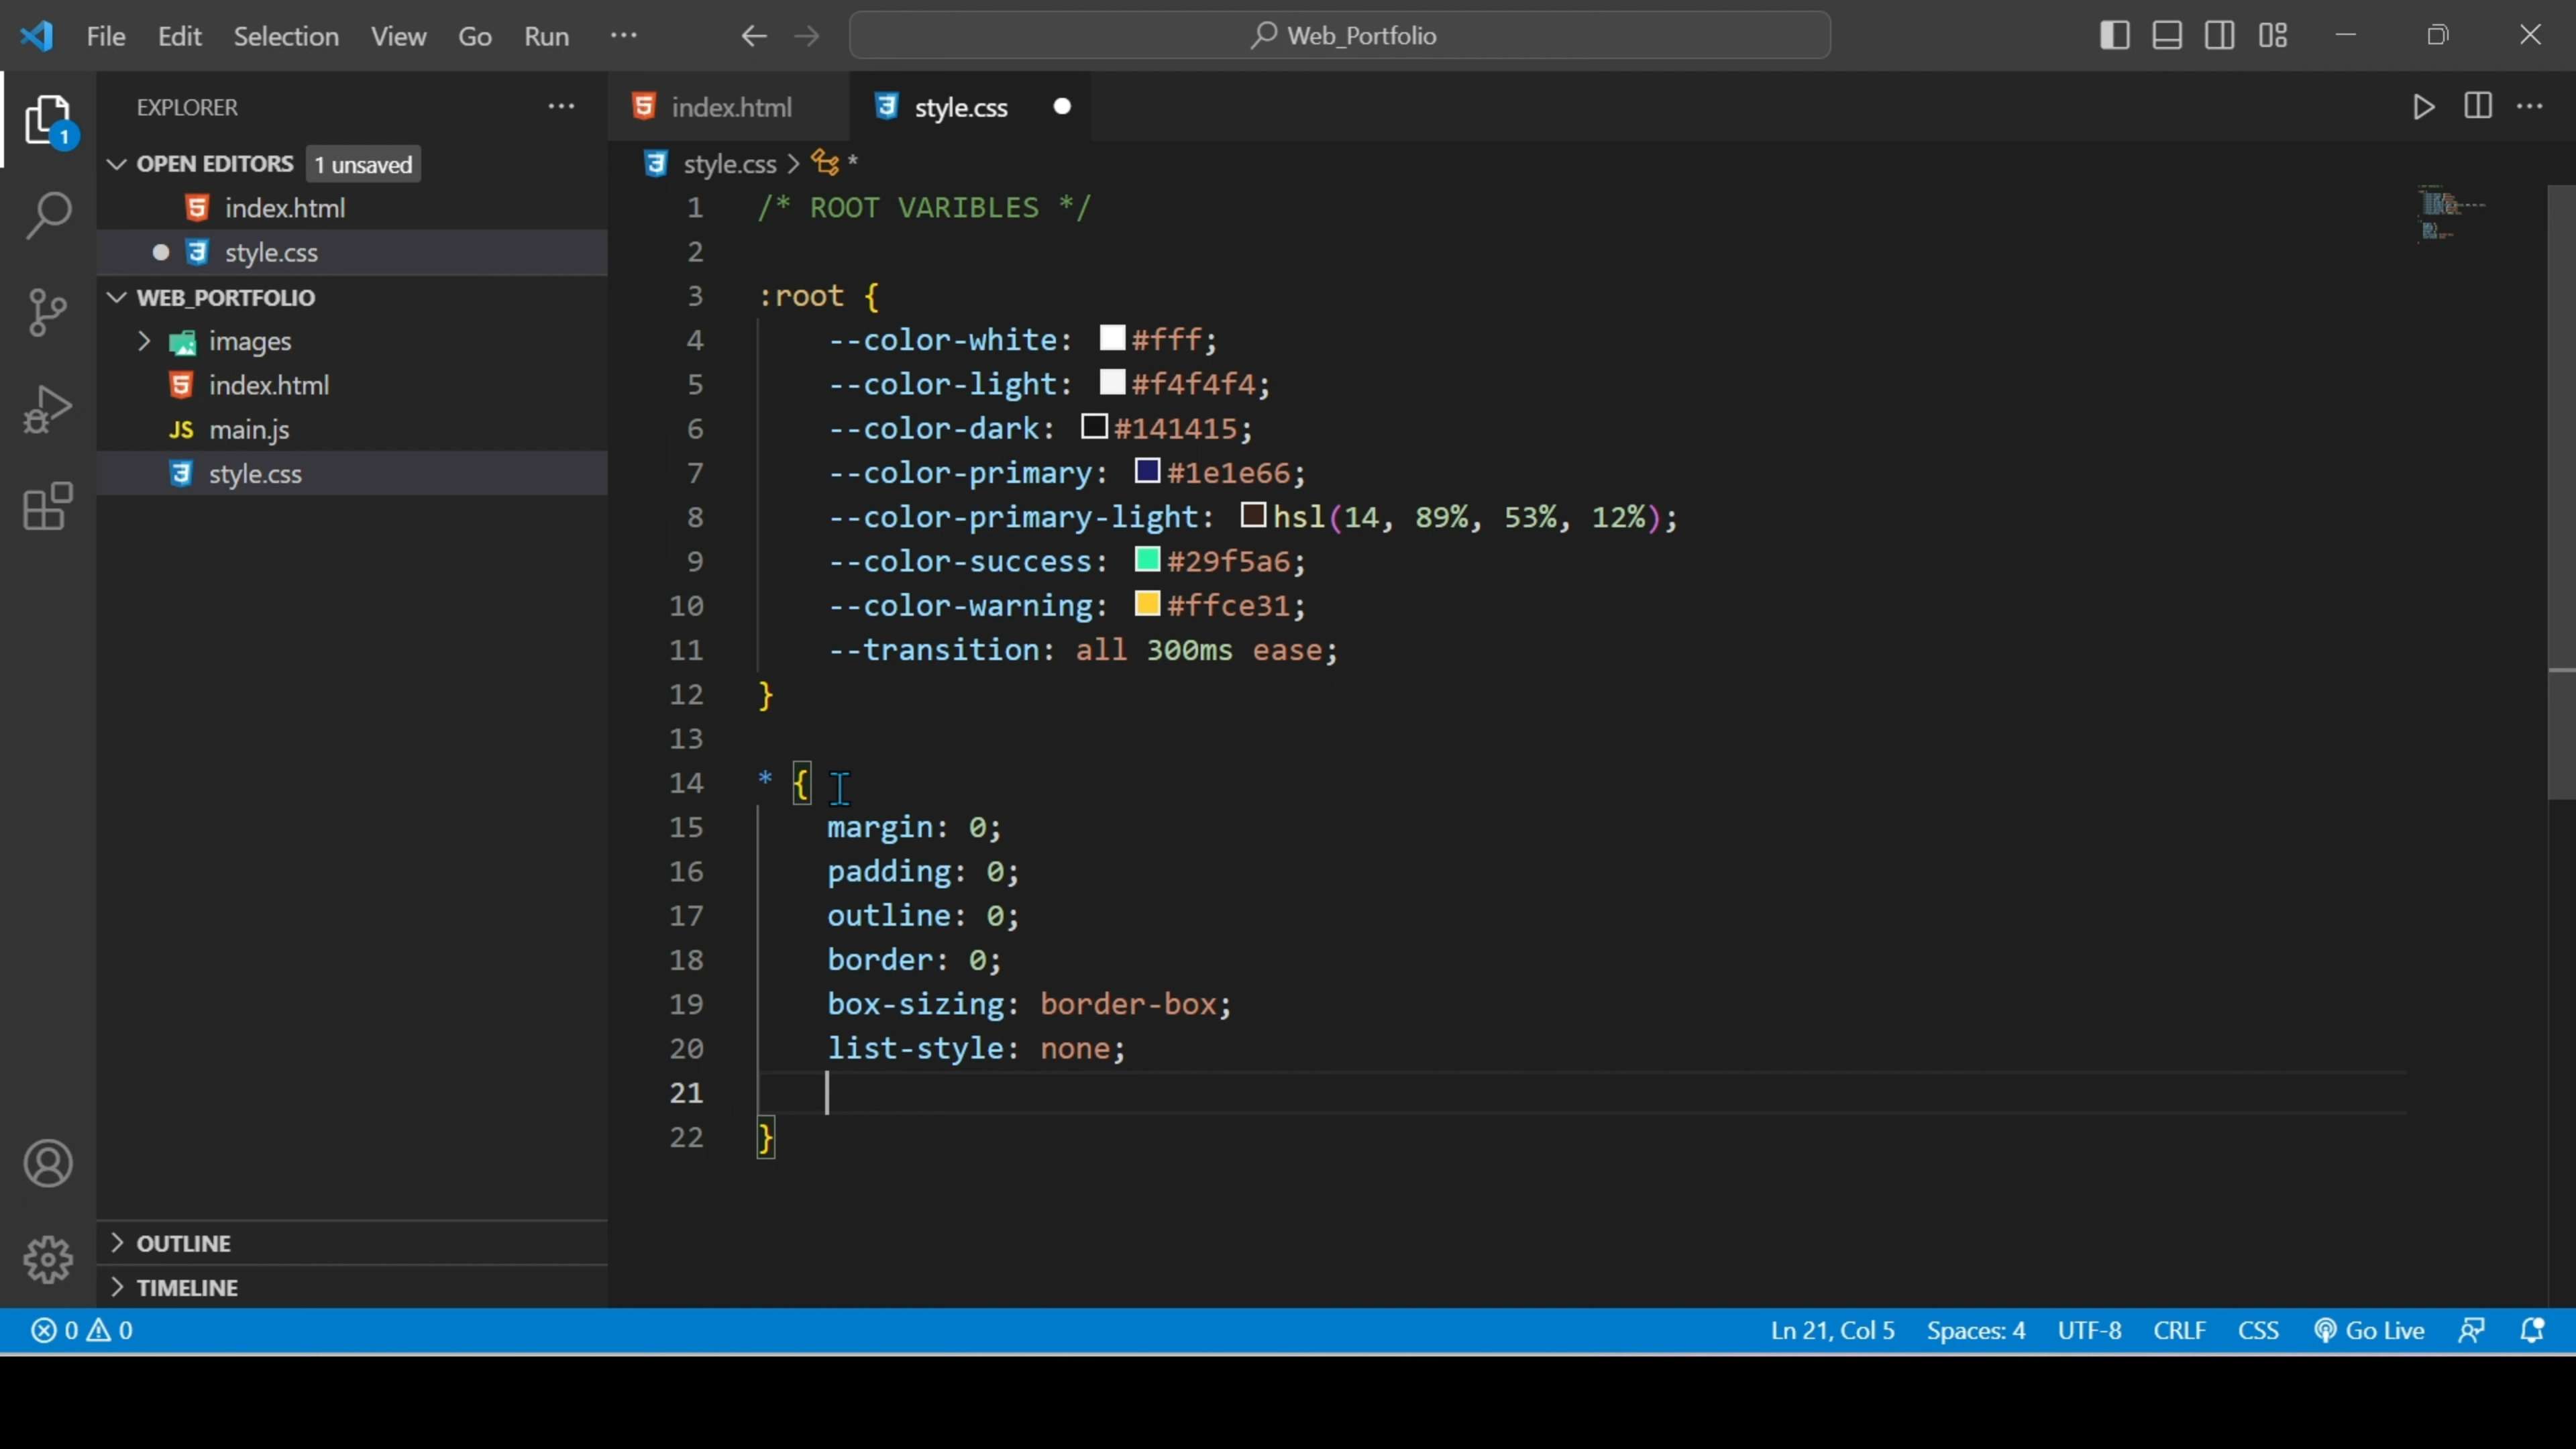 File Edit Selection View Go Run ··· Web_Portfolio
EXPLORER ···
OPEN EDITORS 1 unsaved
index.html
style.css
WEB_PORTFOLIO
images
index.html
JS main.js
style.css
OUTLINE
TIMELINE
1
index.html style.css
style.css > *
1 /* ROOT VARIBLES */
2
3 :root {
4 --color-white: #fff;
5 --color-light: #f4f4f4;
6 --color-dark: #141415;
7 --color-primary: #1e1e66;
8 --color-primary-light: hsl(14, 89%, 53%, 12%);
9 --color-success: #29f5a6;
10 --color-warning: #ffce31;
11 --transition: all 300ms ease;
12 }
13
14 * {
15 margin: 0;
16 padding: 0;
17 outline: 0;
18 border: 0;
19 box-sizing: border-box;
20 list-style: none;
21
22 }
0 0 Ln 21, Col 5 Spaces: 4 UTF-8 CRLF CSS Go Live